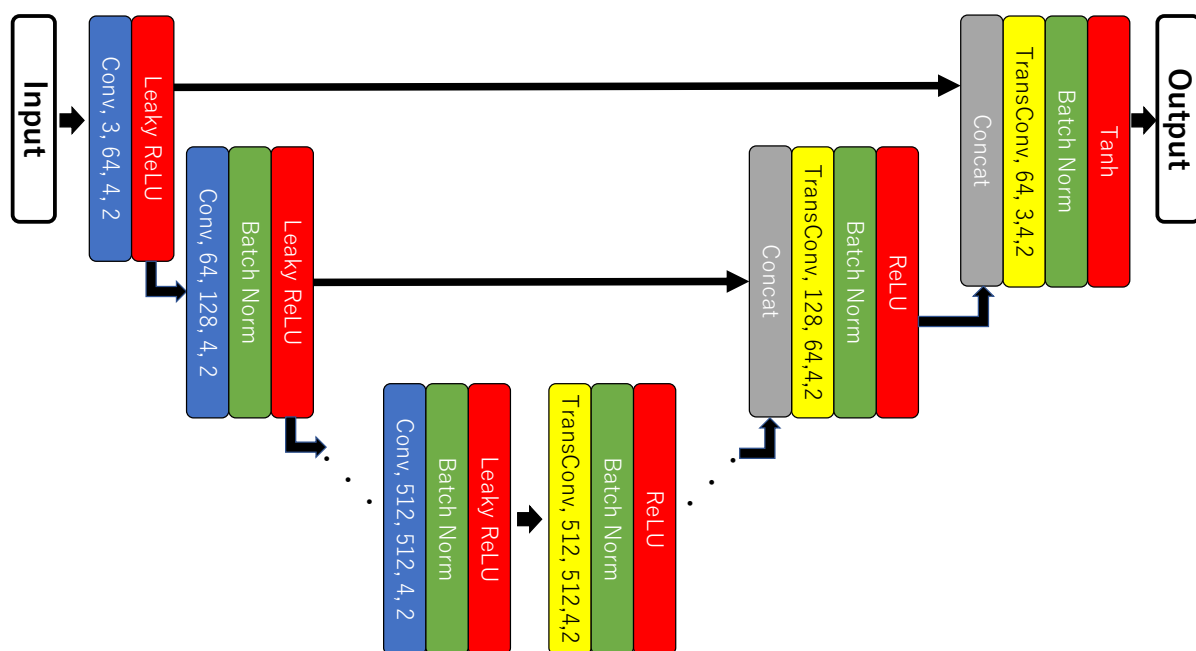 Input
Conv, 3, 64, 4, 2
Leaky ReLU
Conv, 64, 128, 4, 2
Batch Norm
Leaky ReLU
Conv, 512, 512, 4, 2
Batch Norm
Leaky ReLU
TransConv, 512, 512,4,2
Batch Norm
ReLU
Concat
TransConv, 128, 64,4,2
Batch Norm
ReLU
Concat
TransConv, 64, 3,4,2
Batch Norm
Tanh
Output